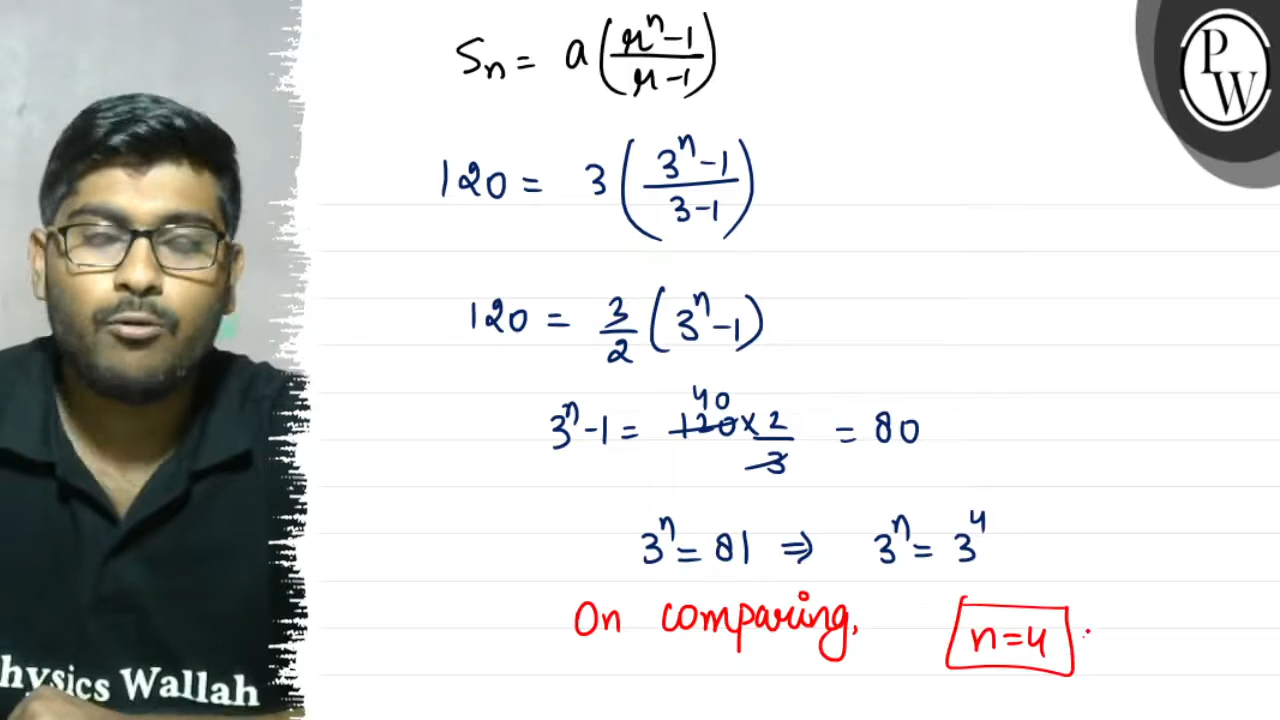 Sn = a(r^n-1/r-1)
120 = 3(3^n-1/3-1)
120 = 3/2(3^n-1)
3^n-1 = 120×2/3 = 80
40
3^n = 81 ⇒ 3^n = 3^4
On comparing, n=4.
PW
hysics Wallah